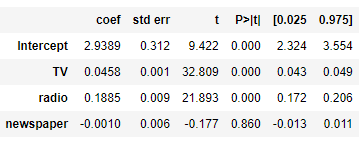 coef std err t P>|t| [0.025 0.975]
Intercept 2.9389 0.312 9.422 0.000 2.324 3.554
TV 0.0458 0.001 32.809 0.000 0.043 0.049
radio 0.1885 0.009 21.893 0.000 0.172 0.206
newspaper -0.0010 0.006 -0.177 0.860 -0.013 0.011